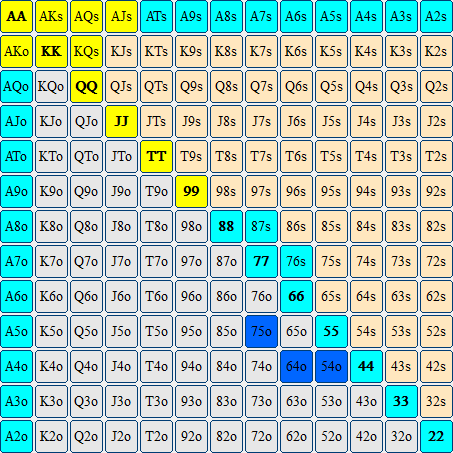 AA AKs AQs AJs ATs A9s A8s A7s A6s A5s A4s A3s A2s
AKo KK KQs KJs KTs K9s K8s K7s K6s K5s K4s K3s K2s
AQo KQo QQ QJs QTs Q9s Q8s Q7s Q6s Q5s Q4s Q3s Q2s
AJo KJo QJo JJ JTs J9s J8s J7s J6s J5s J4s J3s J2s
ATo KTo QTo JTo TT T9s T8s T7s T6s T5s T4s T3s T2s
A9o K9o Q9o J9o T9o 99 98s 97s 96s 95s 94s 93s 92s
A8o K8o Q8o J8o T8o 98o 88 87s 86s 85s 84s 83s 82s
A7o K7o Q7o J7o T7o 97o 87o 77 76s 75s 74s 73s 72s
A6o K6o Q6o J6o T6o 96o 86o 76o 66 65s 64s 63s 62s
A5o K5o Q5o J5o T5o 95o 85o 75o 65o 55 54s 53s 52s
A4o K4o Q4o J4o T4o 94o 84o 74o 64o 54o 44 43s 42s
A3o K3o Q3o J3o T3o 93o 83o 73o 63o 53o 43o 33 32s
A2o K2o Q2o J2o T2o 92o 82o 72o 62o 52o 42o 32o 22